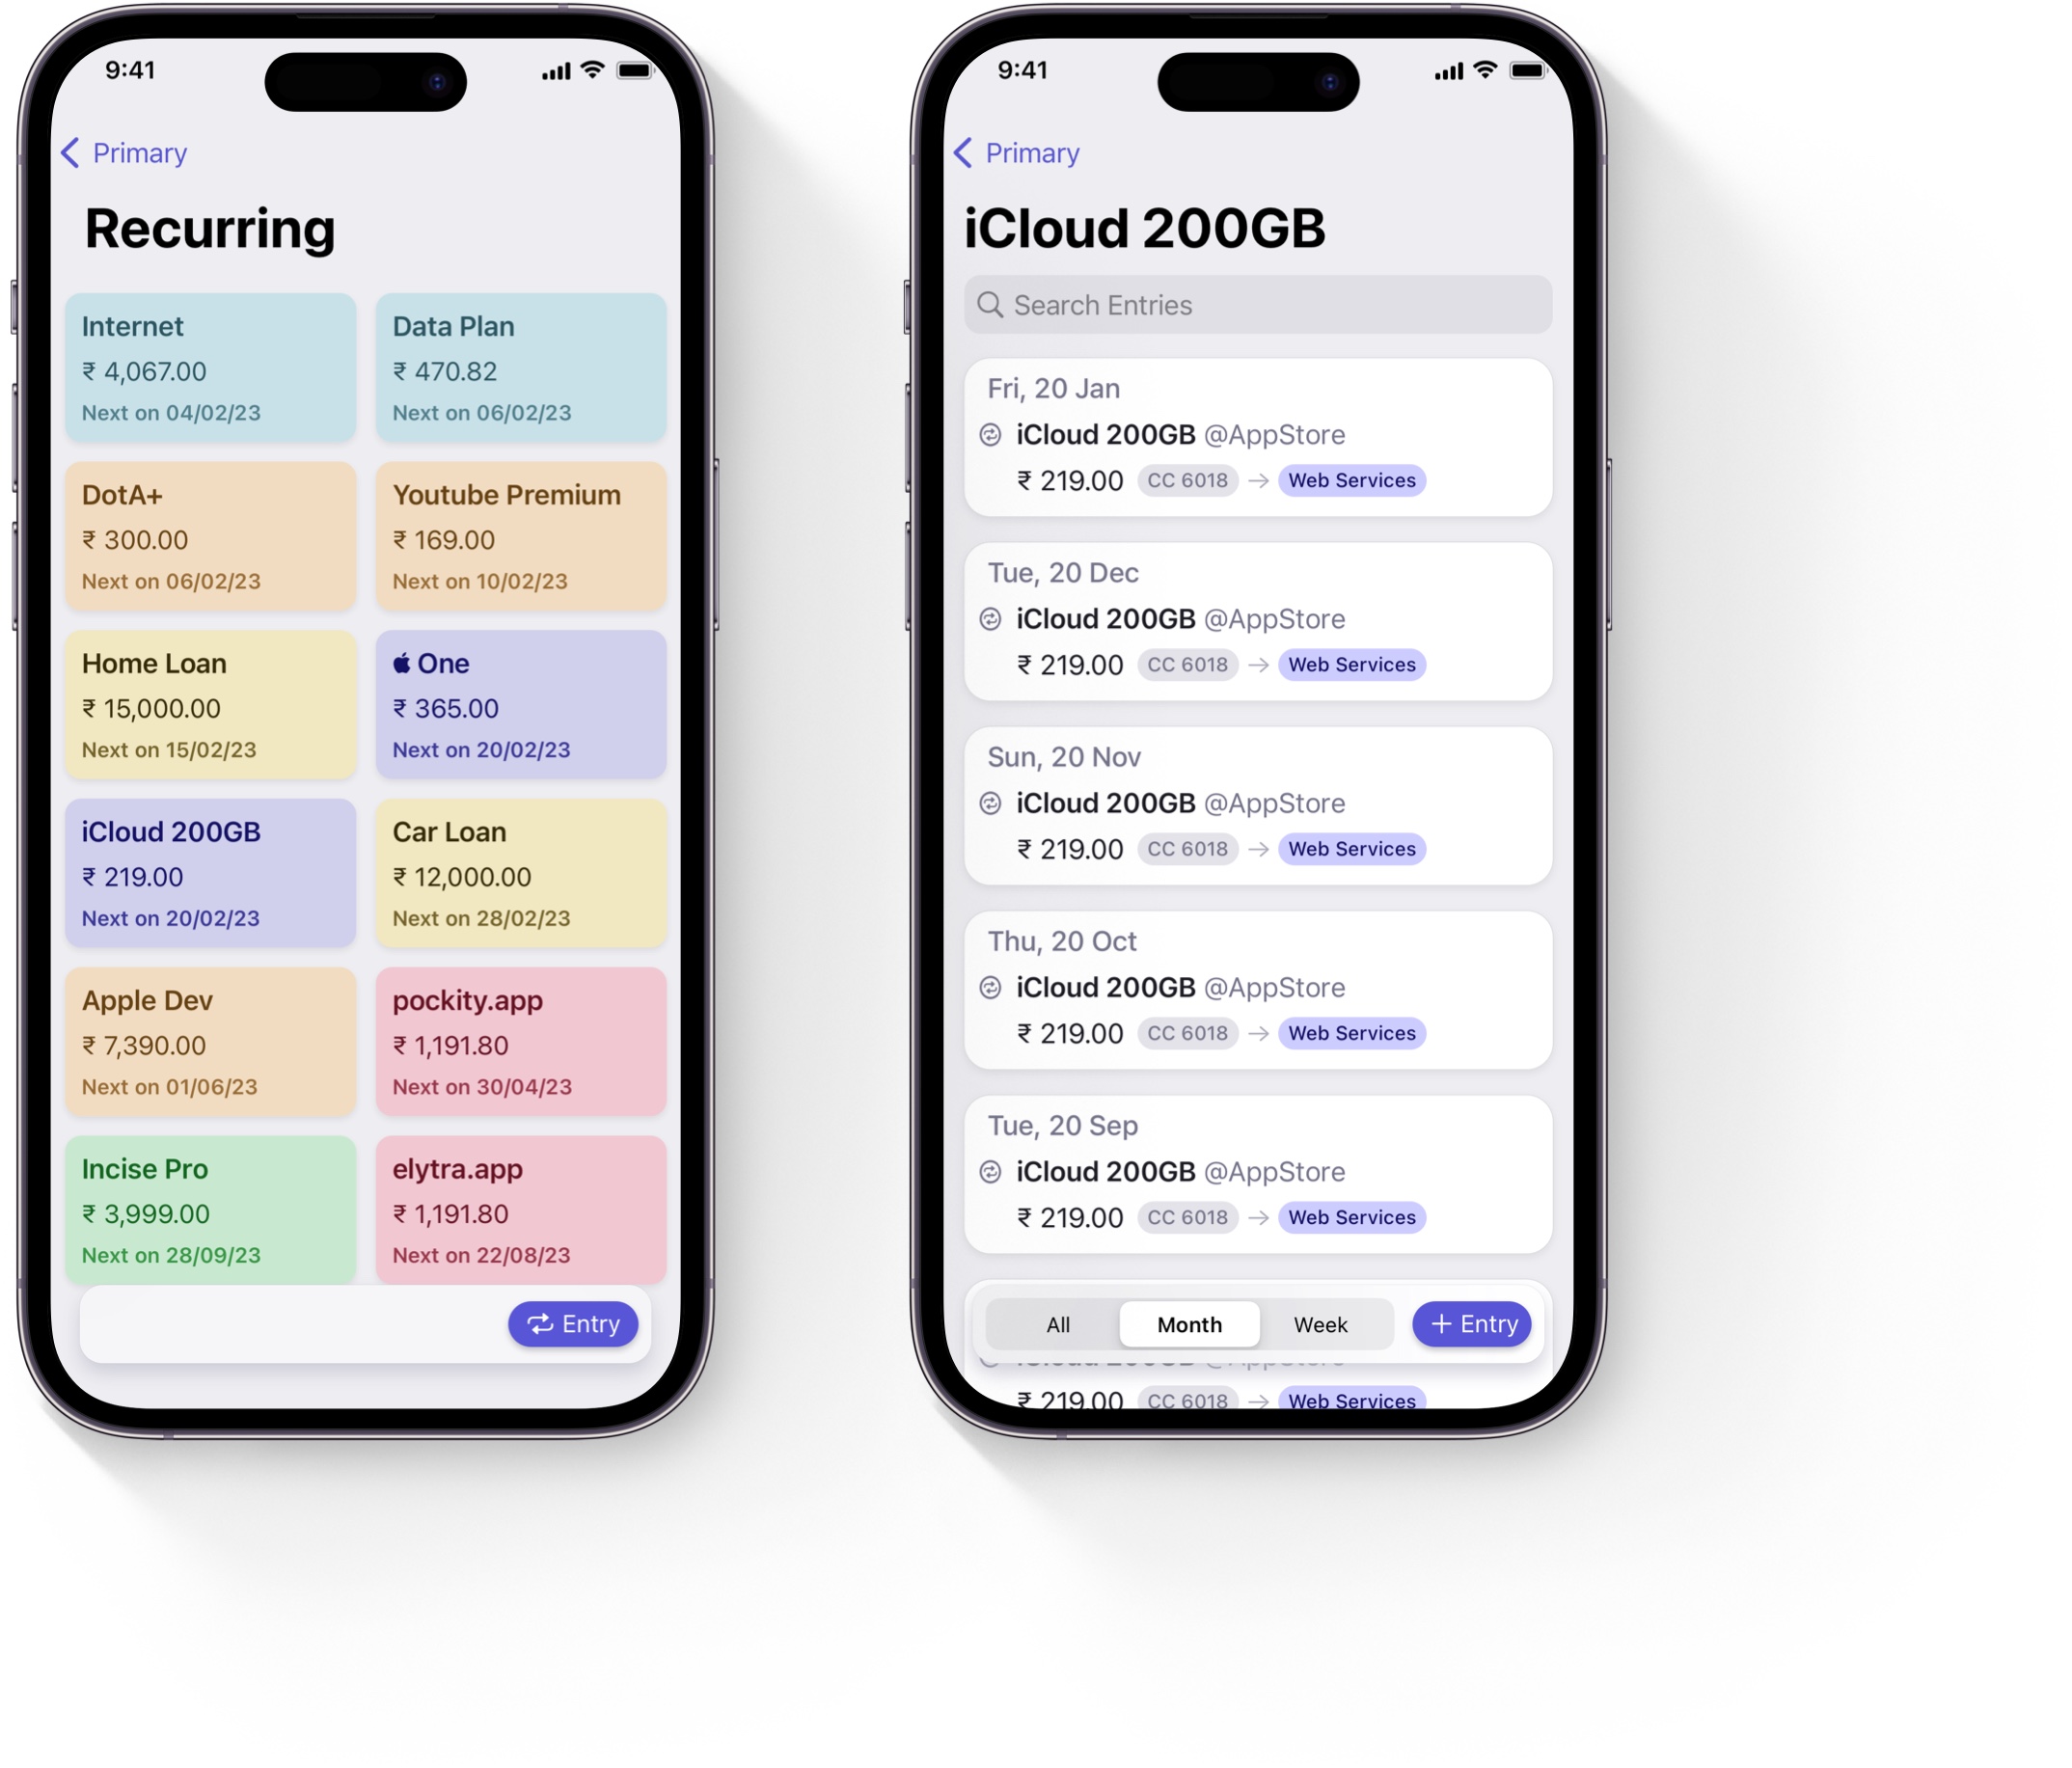 9:41
Primary
Recurring
Internet
₹ 4,067.00
Next on 04/02/23
Data Plan
₹ 470.82
Next on 06/02/23
DotA+
₹ 300.00
Next on 06/02/23
Youtube Premium
₹ 169.00
Next on 10/02/23
Home Loan
₹ 15,000.00
Next on 15/02/23
One
₹ 365.00
Next on 20/02/23
iCloud 200GB
₹ 219.00
Next on 20/02/23
Car Loan
₹ 12,000.00
Next on 28/02/23
Apple Dev
₹ 7,390.00
Next on 01/06/23
pockity.app
₹ 1,191.80
Next on 30/04/23
Incise Pro
₹ 3,999.00
Next on 28/09/23
elytra.app
₹ 1,191.80
Next on 22/08/23
Entry
9:41
Primary
iCloud 200GB
Search Entries
Fri, 20 Jan
iCloud 200GB @AppStore
₹ 219.00 CC 6018 → Web Services
Tue, 20 Dec
iCloud 200GB @AppStore
₹ 219.00 CC 6018 → Web Services
Sun, 20 Nov
iCloud 200GB @AppStore
₹ 219.00 CC 6018 → Web Services
Thu, 20 Oct
iCloud 200GB @AppStore
₹ 219.00 CC 6018 → Web Services
Tue, 20 Sep
iCloud 200GB @AppStore
₹ 219.00 CC 6018 → Web Services
All Month Week + Entry
iCloud 200GB @AppStore
₹ 219.00 CC 6018 → Web Services